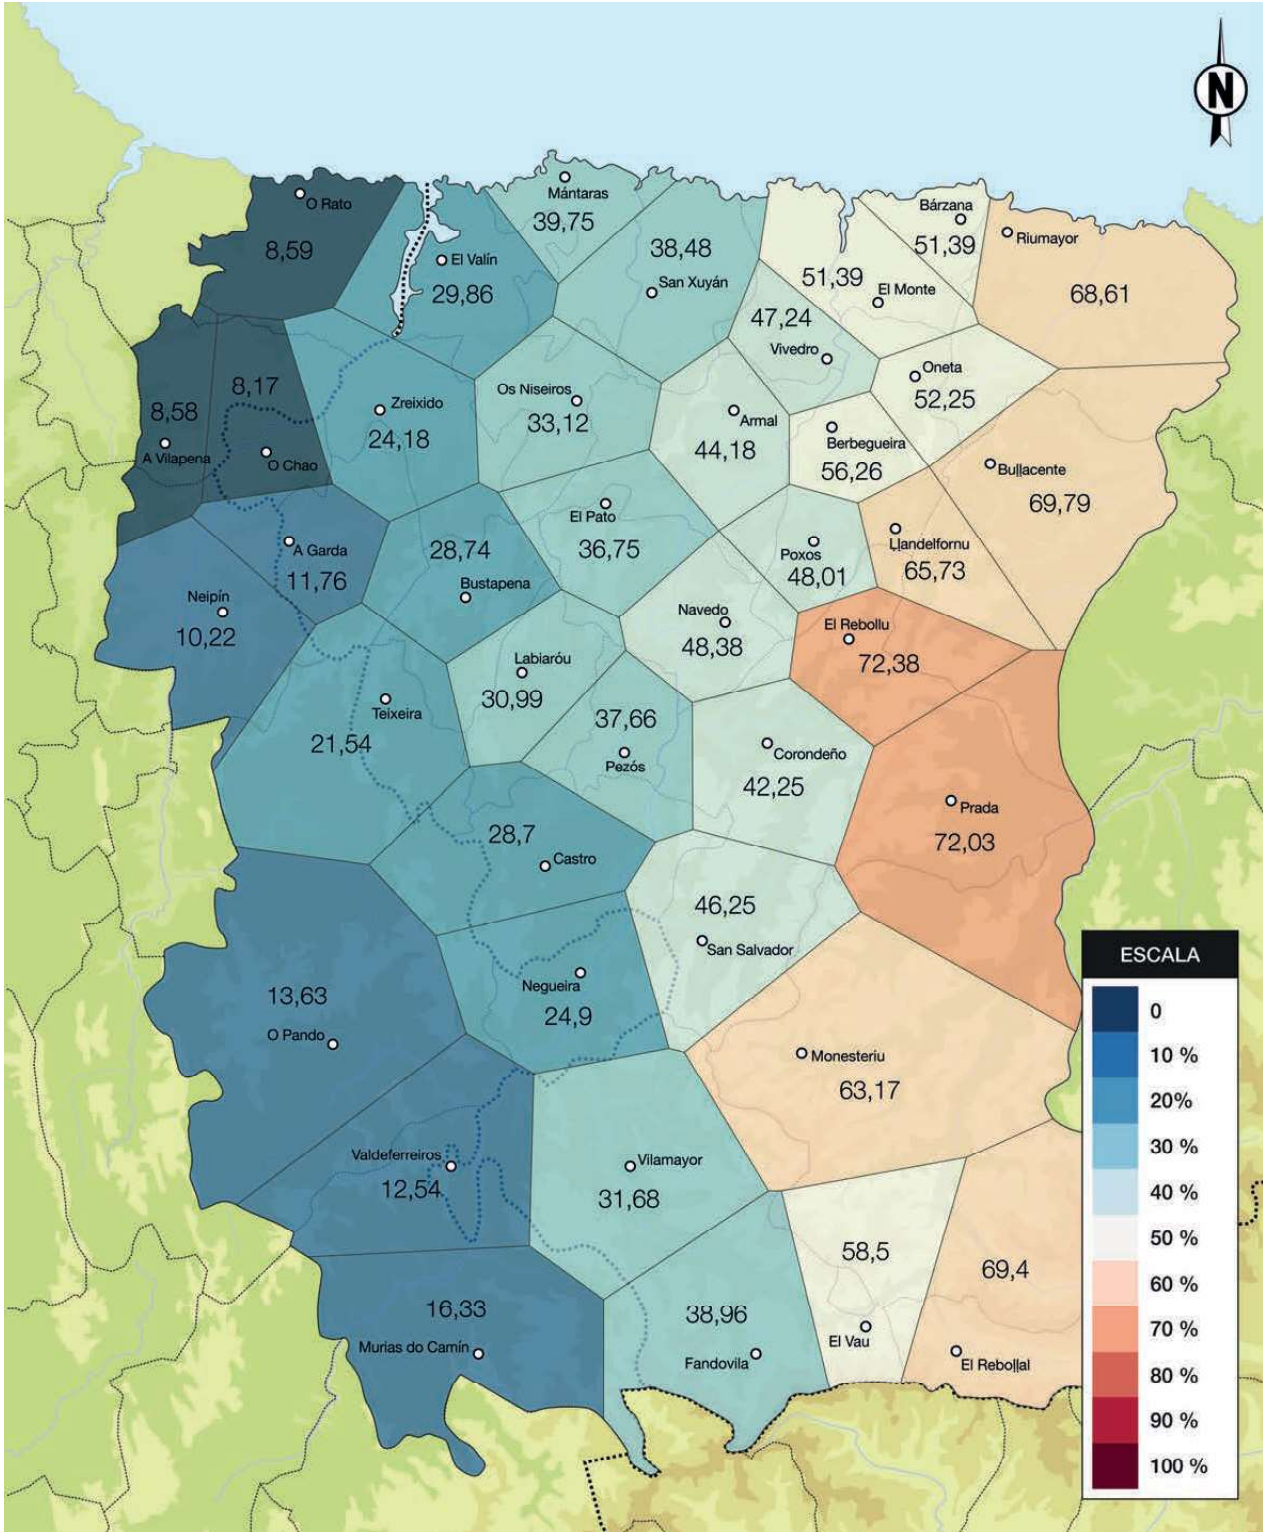 N
Mántaras
39,75
O Rato
8,59
El Valín
29,86
38,48
San Xuyán
Bárzana
51,39
Riumayor
68,61
51,39
El Monte
47,24
Vivedro
Oneta
52,25
8,17
O Chao
8,58
A Vilapena
Zreixido
24,18
Os Niseiros
33,12
Armal
44,18
Berbegueira
56,26
Buḷḷacente
69,79
El Pato
36,75
Poxos
48,01
Ḷḷandelfornu
65,73
A Garda
11,76
28,74
Bustapena
Neipín
10,22
Navedo
48,38
El Rebollu
72,38
Labiaróu
30,99
Teixeira
21,54
37,66
Pezós
Corondeño
42,25
Prada
72,03
28,7
Castro
46,25
San Salvador
13,63
O Pando
Negueira
24,9
Monesteriu
63,17
Valdeferreiros
12,54
Vilamayor
31,68
58,5
El Vau
69,4
El Reboḷḷal
16,33
Murias do Camín
38,96
Fandovila
ESCALA
0
10 %
20%
30 %
40 %
50 %
60 %
70 %
80 %
90 %
100 %